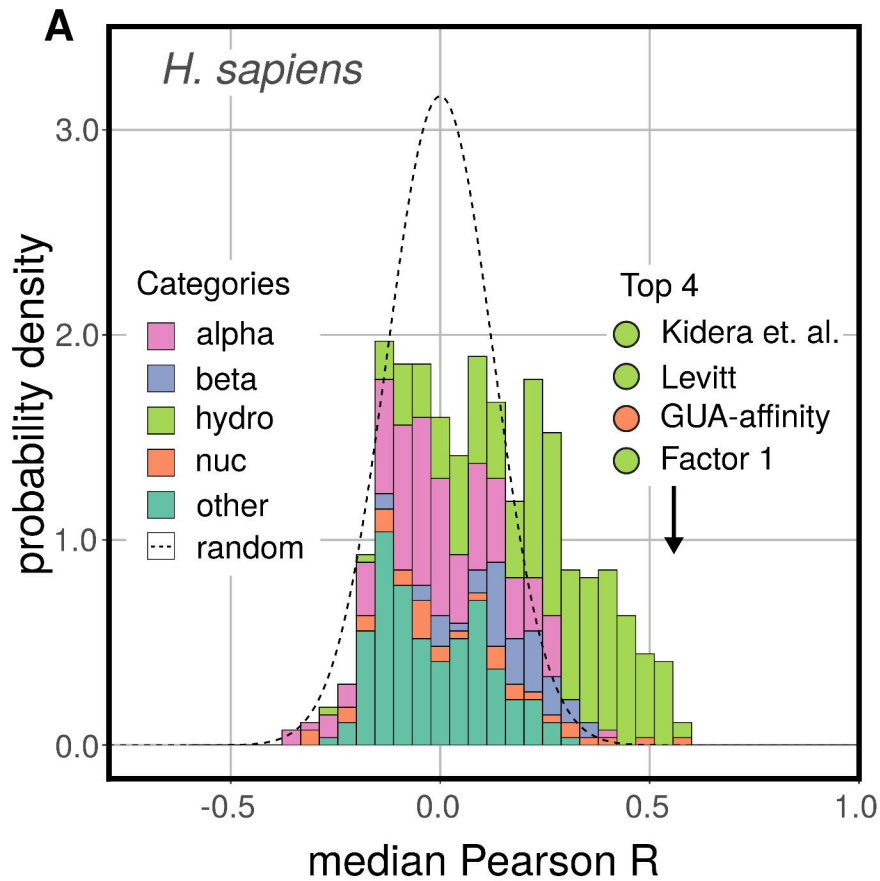 A
H. sapiens
3.0
2.0
1.0
0.0
probability density
Categories
alpha
beta
hydro
nuc
other
random
Top 4
Kidera et. al.
Levitt
GUA-affinity
Factor 1
-0.5
0.0
0.5
1.0
median Pearson R